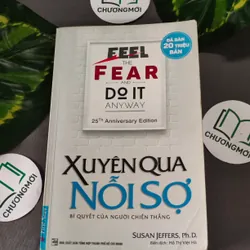 CHUONGMOI
ĐÃ BÁN
20 TRIỆU
BẢN
FEEL
THE
FEAR
AND
DO IT
ANYWAY
25th Anniversary Edition
XUYÊN QUA
NỖI SỢ
BÍ QUYẾT CỦA NGƯỜI CHIẾN THẮNG
SUSAN JEFFERS, Ph.D.
CHUONGMOI
CHUONGMOI